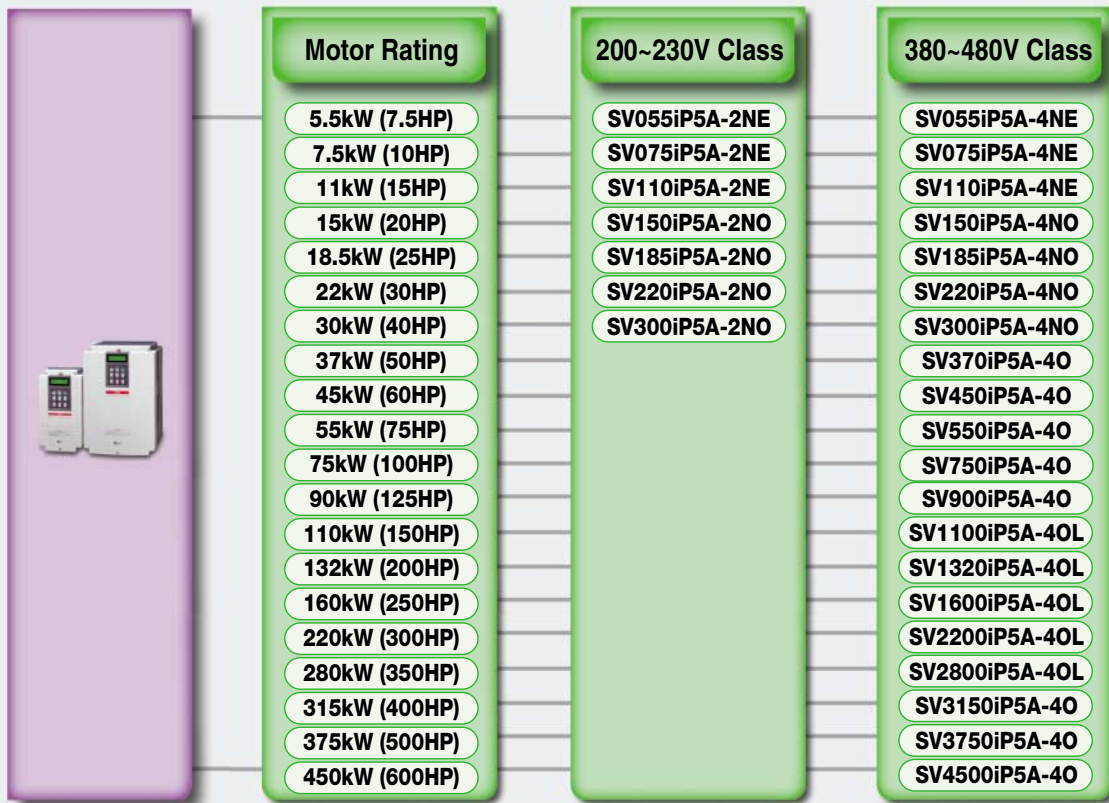 Motor Rating 200~230V Class 380~480V Class
5.5kW (7.5HP) SV055iP5A-2NE SV055iP5A-4NE
7.5kW (10HP) SV075iP5A-2NE SV075iP5A-4NE
11kW (15HP) SV110iP5A-2NE SV110iP5A-4NE
15kW (20HP) SV150iP5A-2NO SV150iP5A-4NO
18.5kW (25HP) SV185iP5A-2NO SV185iP5A-4NO
22kW (30HP) SV220iP5A-2NO SV220iP5A-4NO
30kW (40HP) SV300iP5A-2NO SV300iP5A-4NO
37kW (50HP) SV370iP5A-4O
45kW (60HP) SV450iP5A-4O
55kW (75HP) SV550iP5A-4O
75kW (100HP) SV750iP5A-4O
90kW (125HP) SV900iP5A-4O
110kW (150HP) SV1100iP5A-4OL
132kW (200HP) SV1320iP5A-4OL
160kW (250HP) SV1600iP5A-4OL
220kW (300HP) SV2200iP5A-4OL
280kW (350HP) SV2800iP5A-4OL
315kW (400HP) SV3150iP5A-4O
375kW (500HP) SV3750iP5A-4O
450kW (600HP) SV4500iP5A-4O